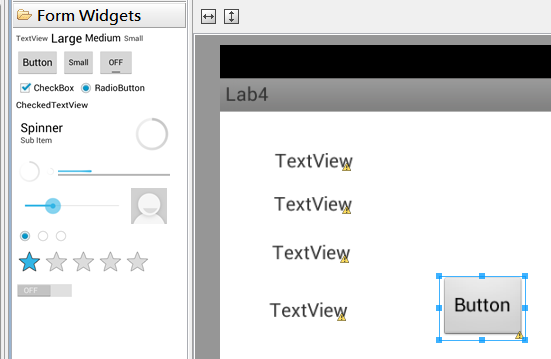 Form Widgets
TextView Large Medium Small
Button Small OFF
CheckBox RadioButton
CheckedTextView
Spinner
Sub Item
OFF
Lab4
TextView
TextView
TextView
TextView
Button